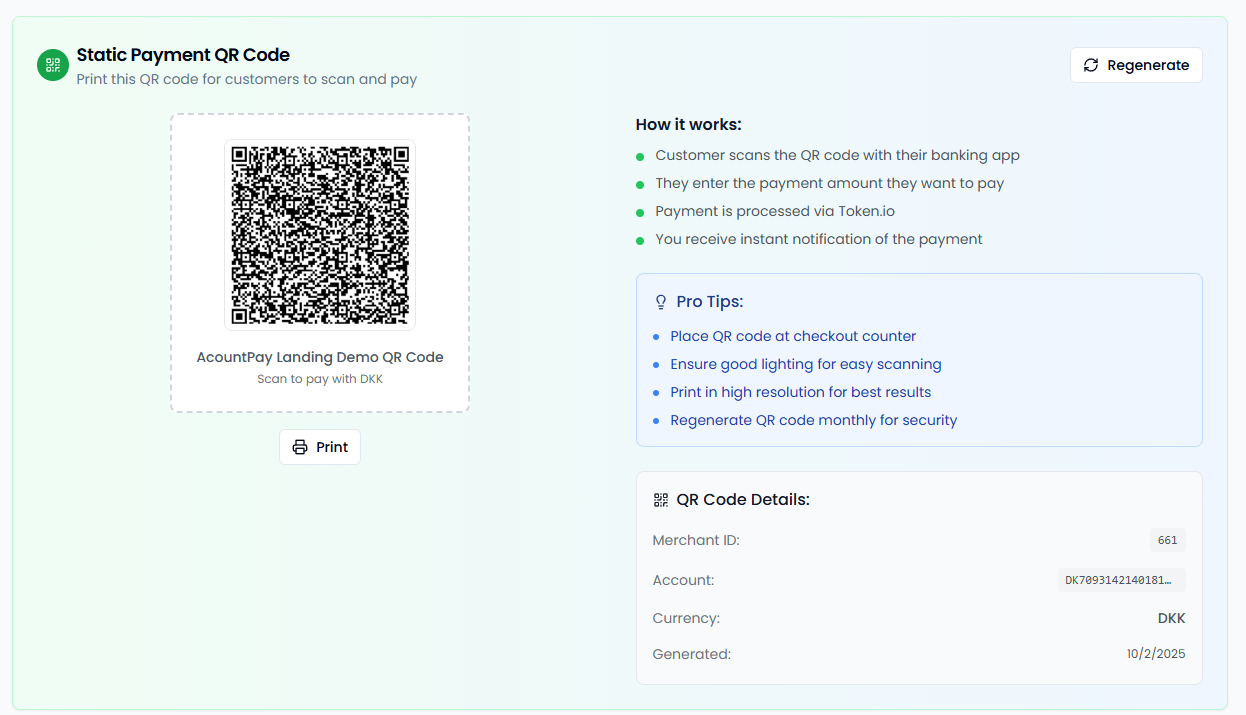 Static Payment QR Code
Print this QR code for customers to scan and pay
Regenerate
AcountPay Landing Demo QR Code
Scan to pay with DKK
Print
How it works:
Customer scans the QR code with their banking app
They enter the payment amount they want to pay
Payment is processed via Token.io
You receive instant notification of the payment
Pro Tips:
Place QR code at checkout counter
Ensure good lighting for easy scanning
Print in high resolution for best results
Regenerate QR code monthly for security
QR Code Details:
Merchant ID: 661
Account: DK7093142140181…
Currency: DKK
Generated: 10/2/2025